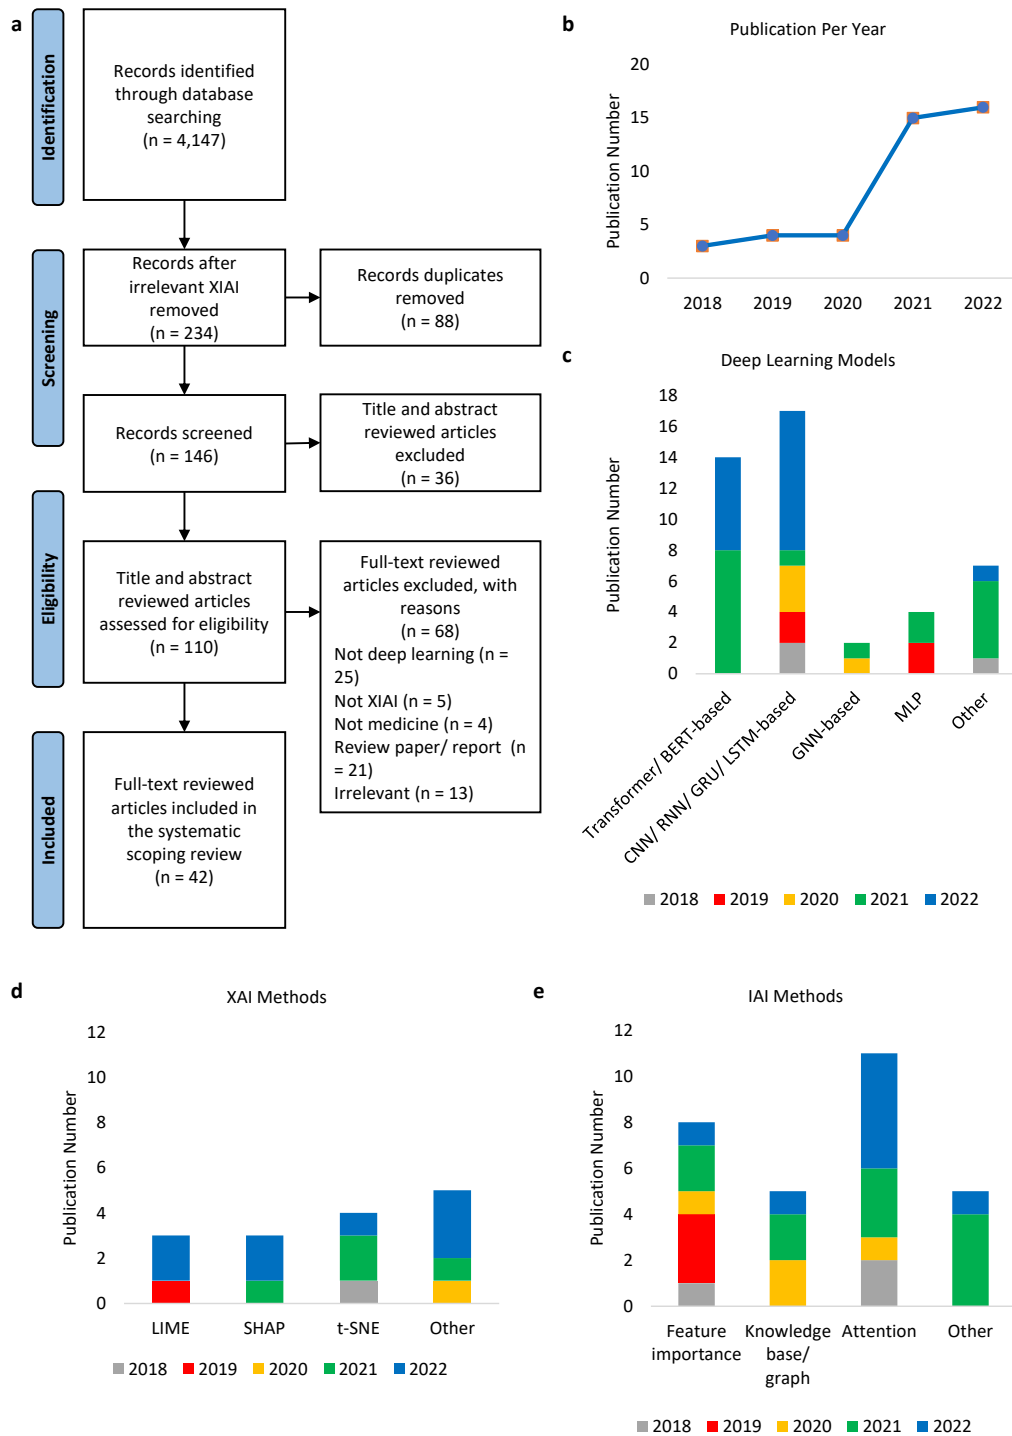 a
Identification
Records identified
through database
searching
(n = 4,147)
Screening
Records after
irrelevant XIAI
removed
(n = 234)
Records duplicates
removed
(n = 88)
Records screened
(n = 146)
Title and abstract
reviewed articles
excluded
(n = 36)
Eligibility
Title and abstract
reviewed articles
assessed for eligibility
(n = 110)
Full-text reviewed
articles excluded, with
reasons
(n = 68)
Not deep learning (n =
25)
Not XIAI (n = 5)
Not medicine (n = 4)
Review paper/ report (n
= 21)
Irrelevant (n = 13)
Included
Full-text reviewed
articles included in
the systematic
scoping review
(n = 42)
b
Publication Per Year
Publication Number
20
15
10
5
0
2018 2019 2020 2021 2022
c
Deep Learning Models
Publication Number
18
16
14
12
10
8
6
4
2
0
Transformer/ BERT-based
CNN/ RNN/ GRU/ LSTM-based
GNN-based
MLP
Other
2018 2019 2020 2021 2022
d
XAI Methods
Publication Number
12
10
8
6
4
2
0
LIME SHAP t-SNE Other
2018 2019 2020 2021 2022
e
IAI Methods
Publication Number
12
10
8
6
4
2
0
Feature
importance
Knowledge
base/
graph
Attention
Other
2018 2019 2020 2021 2022